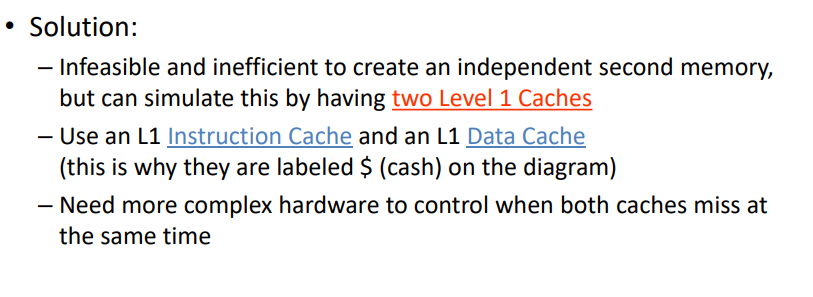 • Solution:
– Infeasible and inefficient to create an independent second memory,
but can simulate this by having two Level 1 Caches
– Use an L1 Instruction Cache and an L1 Data Cache
(this is why they are labeled $ (cash) on the diagram)
– Need more complex hardware to control when both caches miss at
the same time